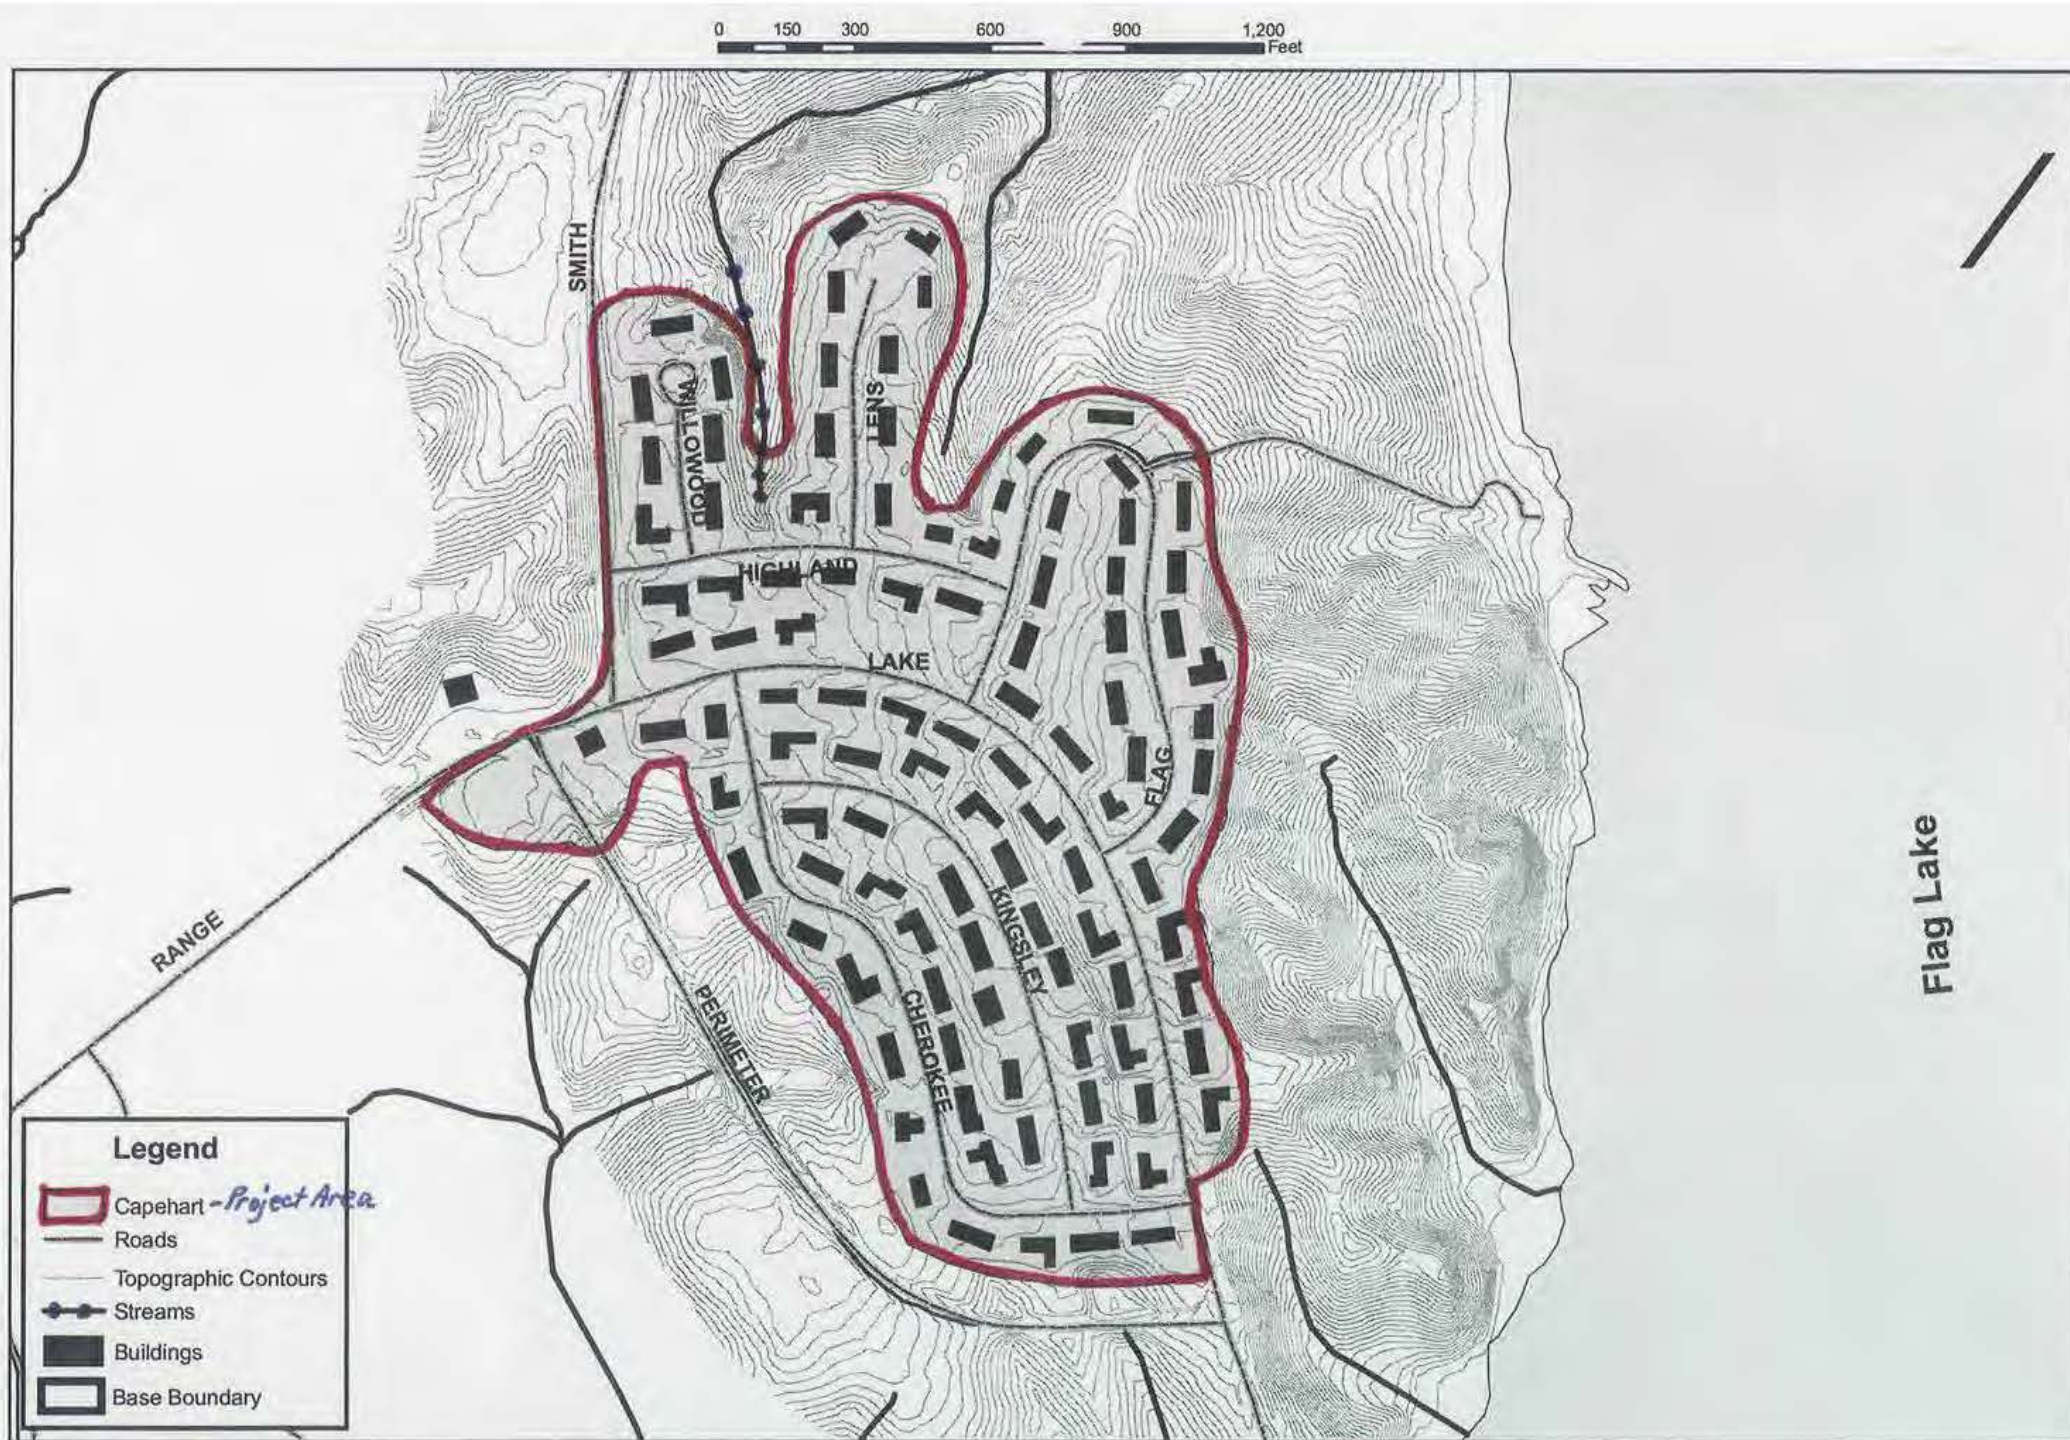 0 150 300 600 900 1,200
Feet
SMITH
WILLOWOOD
LENS
HIGHLAND
LAKE
FLAG
KINGSLEY
CHEROKEE
PERIMETER
RANGE
Flag Lake
Legend
Capehart - Project Area
Roads
Topographic Contours
Streams
Buildings
Base Boundary